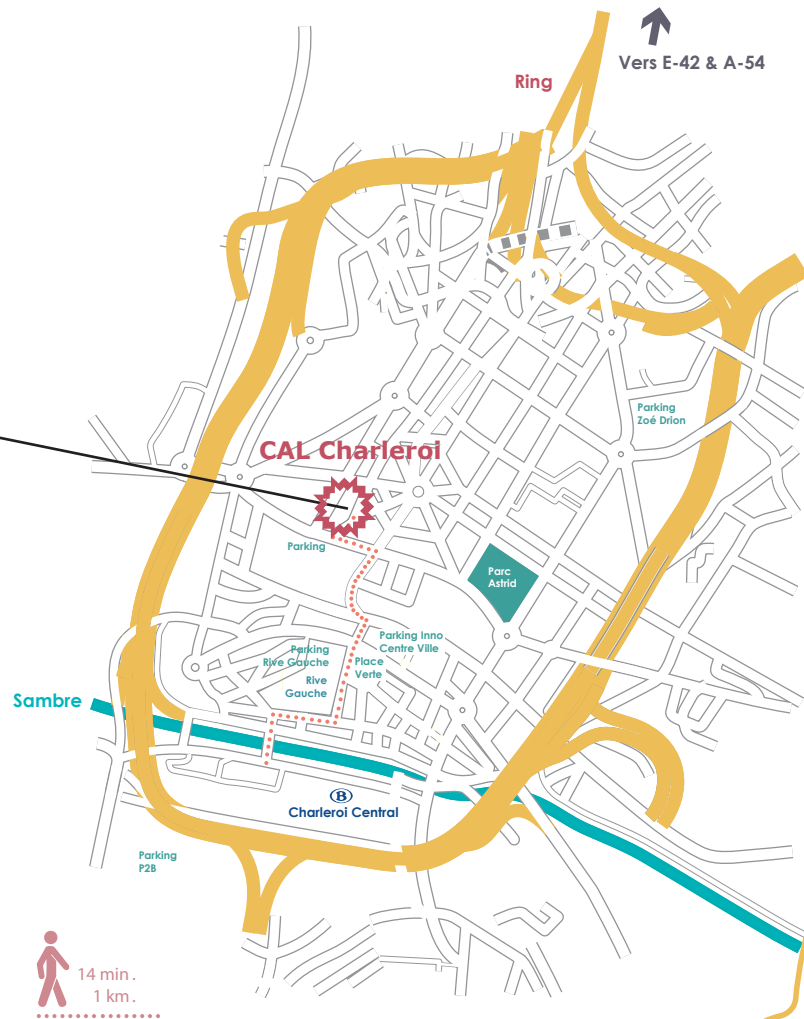 Vers E-42 & A-54
Ring
Parking
Zoé Drion
CAL Charleroi
Parking
Parc
Astrid
Parking Inno
Centre Ville
Parking
Rive Gauche
Place
Verte
Rive
Gauche
Sambre
B
Charleroi Central
Parking
P2B
14 min.
1 km.